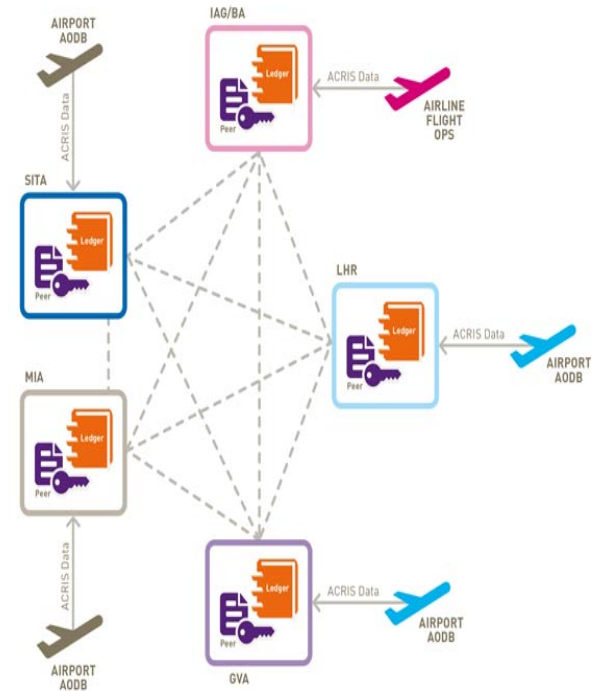 AIRPORT
AODB
ACRIS Data
IAG/BA
Ledger
Peer
ACRIS Data
AIRLINE
FLIGHT
OPS
SITA
Ledger
Peer
LHR
Ledger
Peer
ACRIS Data
AIRPORT
AODB
MIA
Ledger
Peer
ACRIS Data
AIRPORT
AODB
Ledger
Peer
GVA
ACRIS Data
AIRPORT
AODB